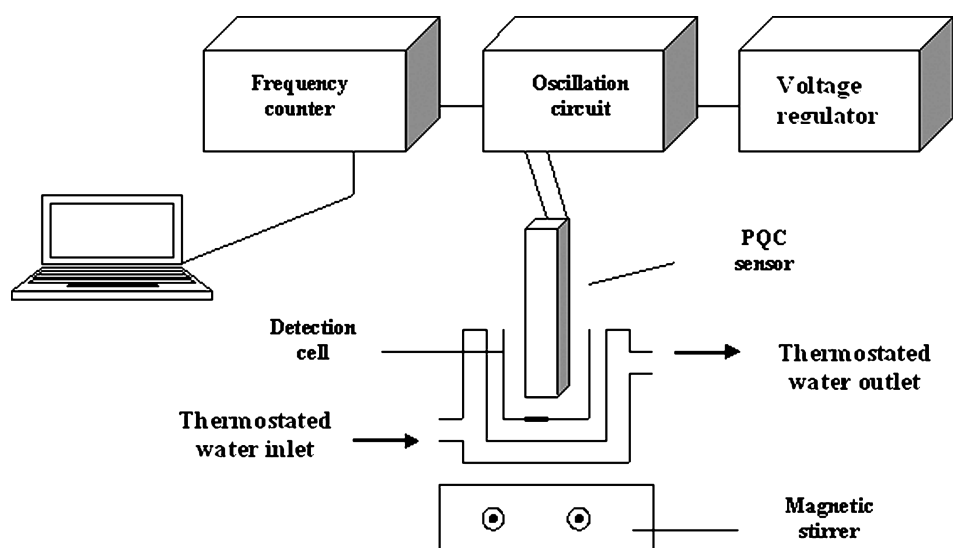 Frequency
counter
Oscillation
circuit
Voltage
regulator
PQC
sensor
Detection
cell
Thermostated
water outlet
Thermostated
water inlet
Magnetic
stirrer